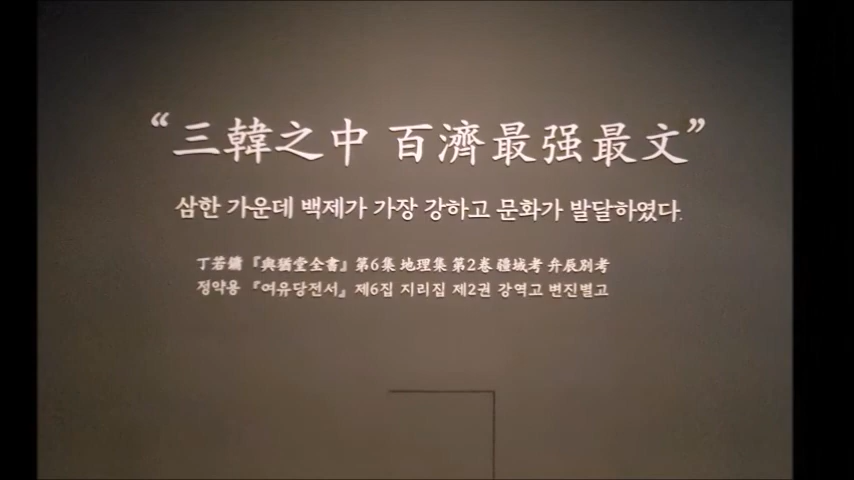 “三韓之中 百濟最强最文”
삼한 가운데 백제가 가장 강하고 문화가 발달하였다.
丁若鏞 『與猶堂全書』 第6集 地理集 第2卷 疆域考 弁辰別考
정약용 『여유당전서』 제6집 지리집 제2권 강역고 변진별고